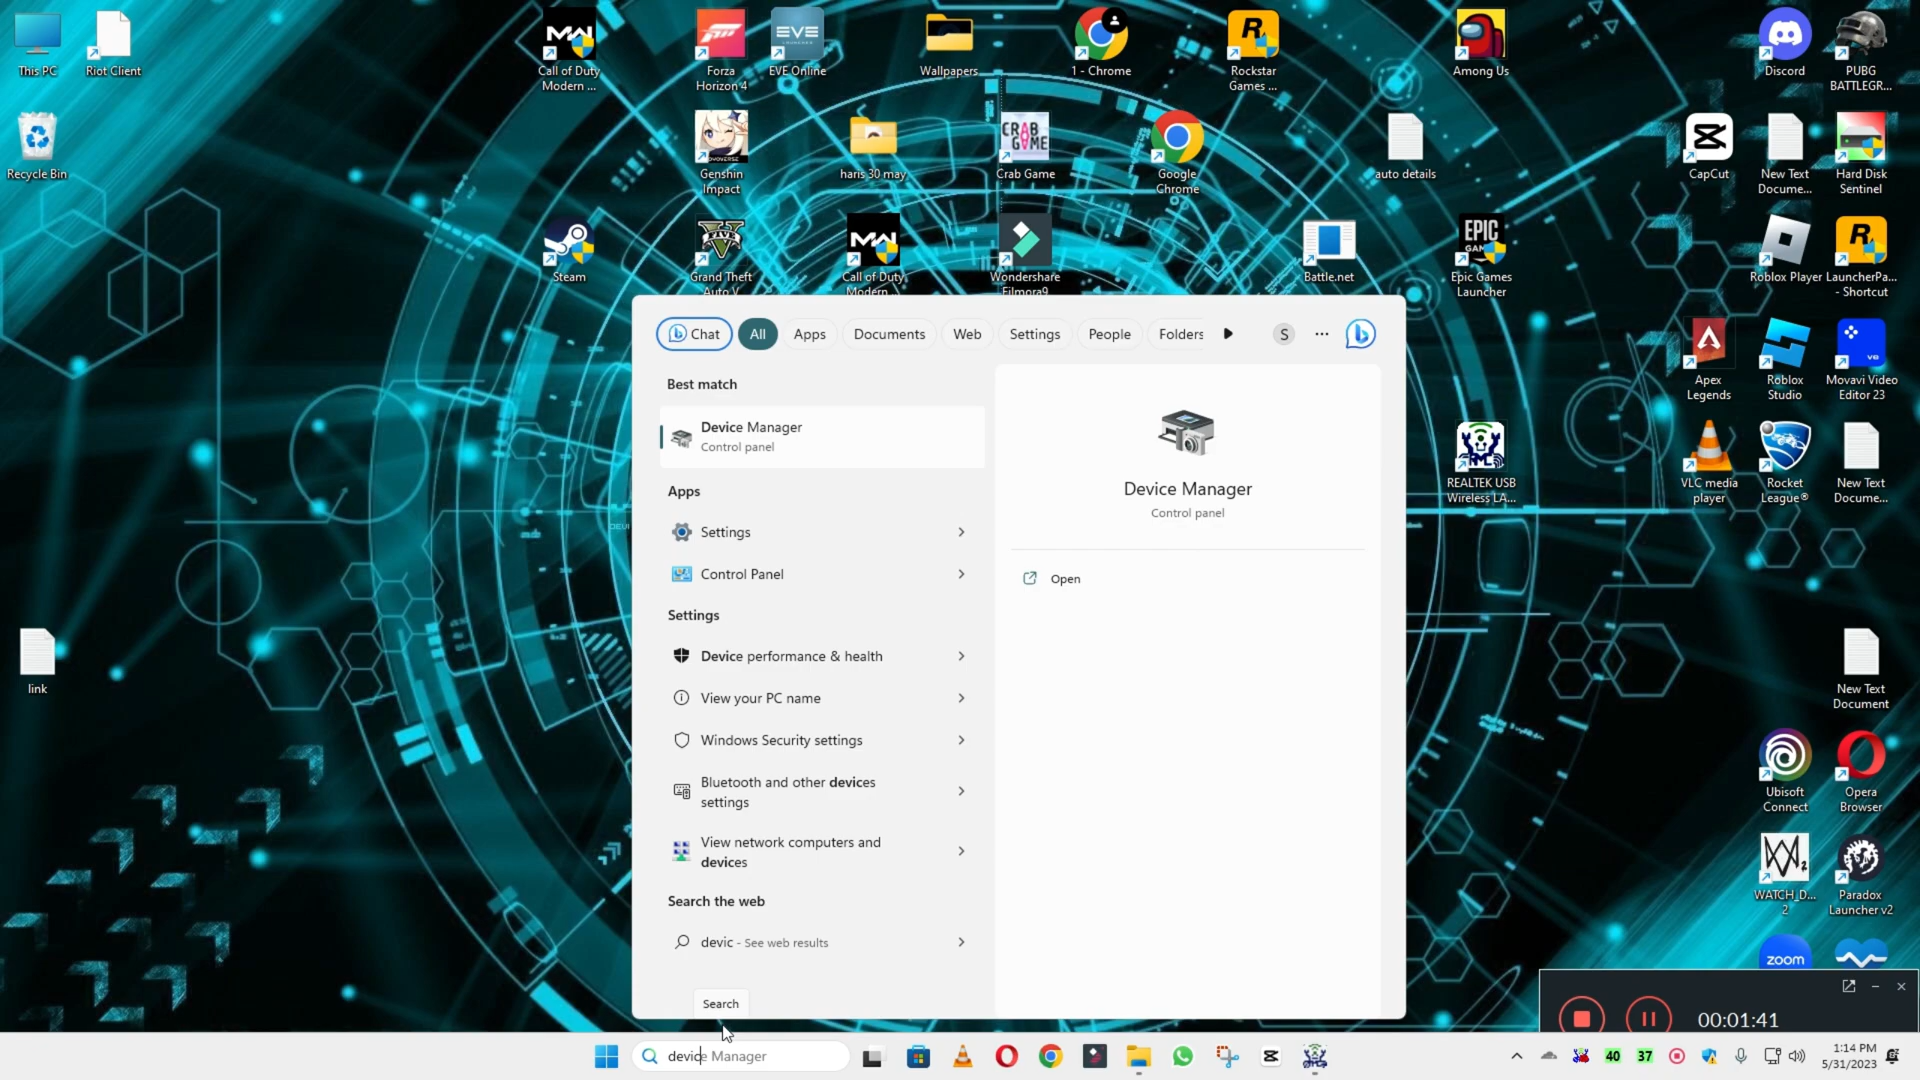 This PC
Riot Client
Call of Duty
Modern ...
Forza
Horizon 4
EVE Online
Wallpapers
1 - Chrome
Rockstar
Games ...
Among Us
Discord
PUBG
BATTLEGR...
Recycle Bin
Genshin
Impact
haris 30 may
CRAB
GAME
Crab Game
Google
Chrome
auto details
CapCut
New Text
Docume...
Hard Disk
Sentinel
Steam
Grand Theft
Auto V
Call of Duty
Modern ...
Wondershare
Filmora9
Battle.net
EPIC
Epic Games
Launcher
Roblox Player
LauncherPa...
- Shortcut
Chat
All
Apps
Documents
Web
Settings
People
Folders
S
Best match
Device Manager
Control panel
Apps
Settings
Control Panel
Settings
Device performance & health
View your PC name
Windows Security settings
Bluetooth and other devices
settings
View network computers and
devices
Search the web
devic - See web results
Search
Device Manager
Control panel
Open
Apex
Legends
Roblox
Studio
Movavi Video
Editor 23
REALTEK USB
Wireless LA...
VLC media
player
Rocket
League®
New Text
Docume...
link
New Text
Document
Ubisoft
Connect
Opera
Browser
WATCH_D...
2
Paradox
Launcher v2
zoom
00:01:41
device Manager
40
37
1:14 PM
5/31/2023